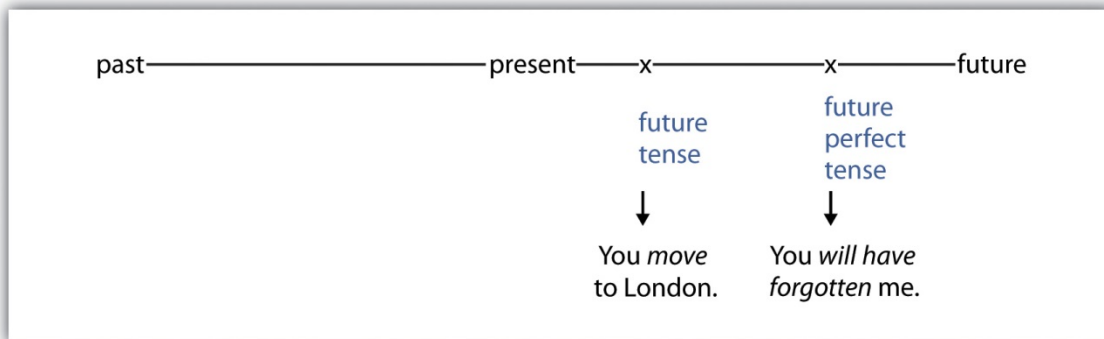 past present x x future
future
tense
future
perfect
tense
You move
to London.
You will have
forgotten me.